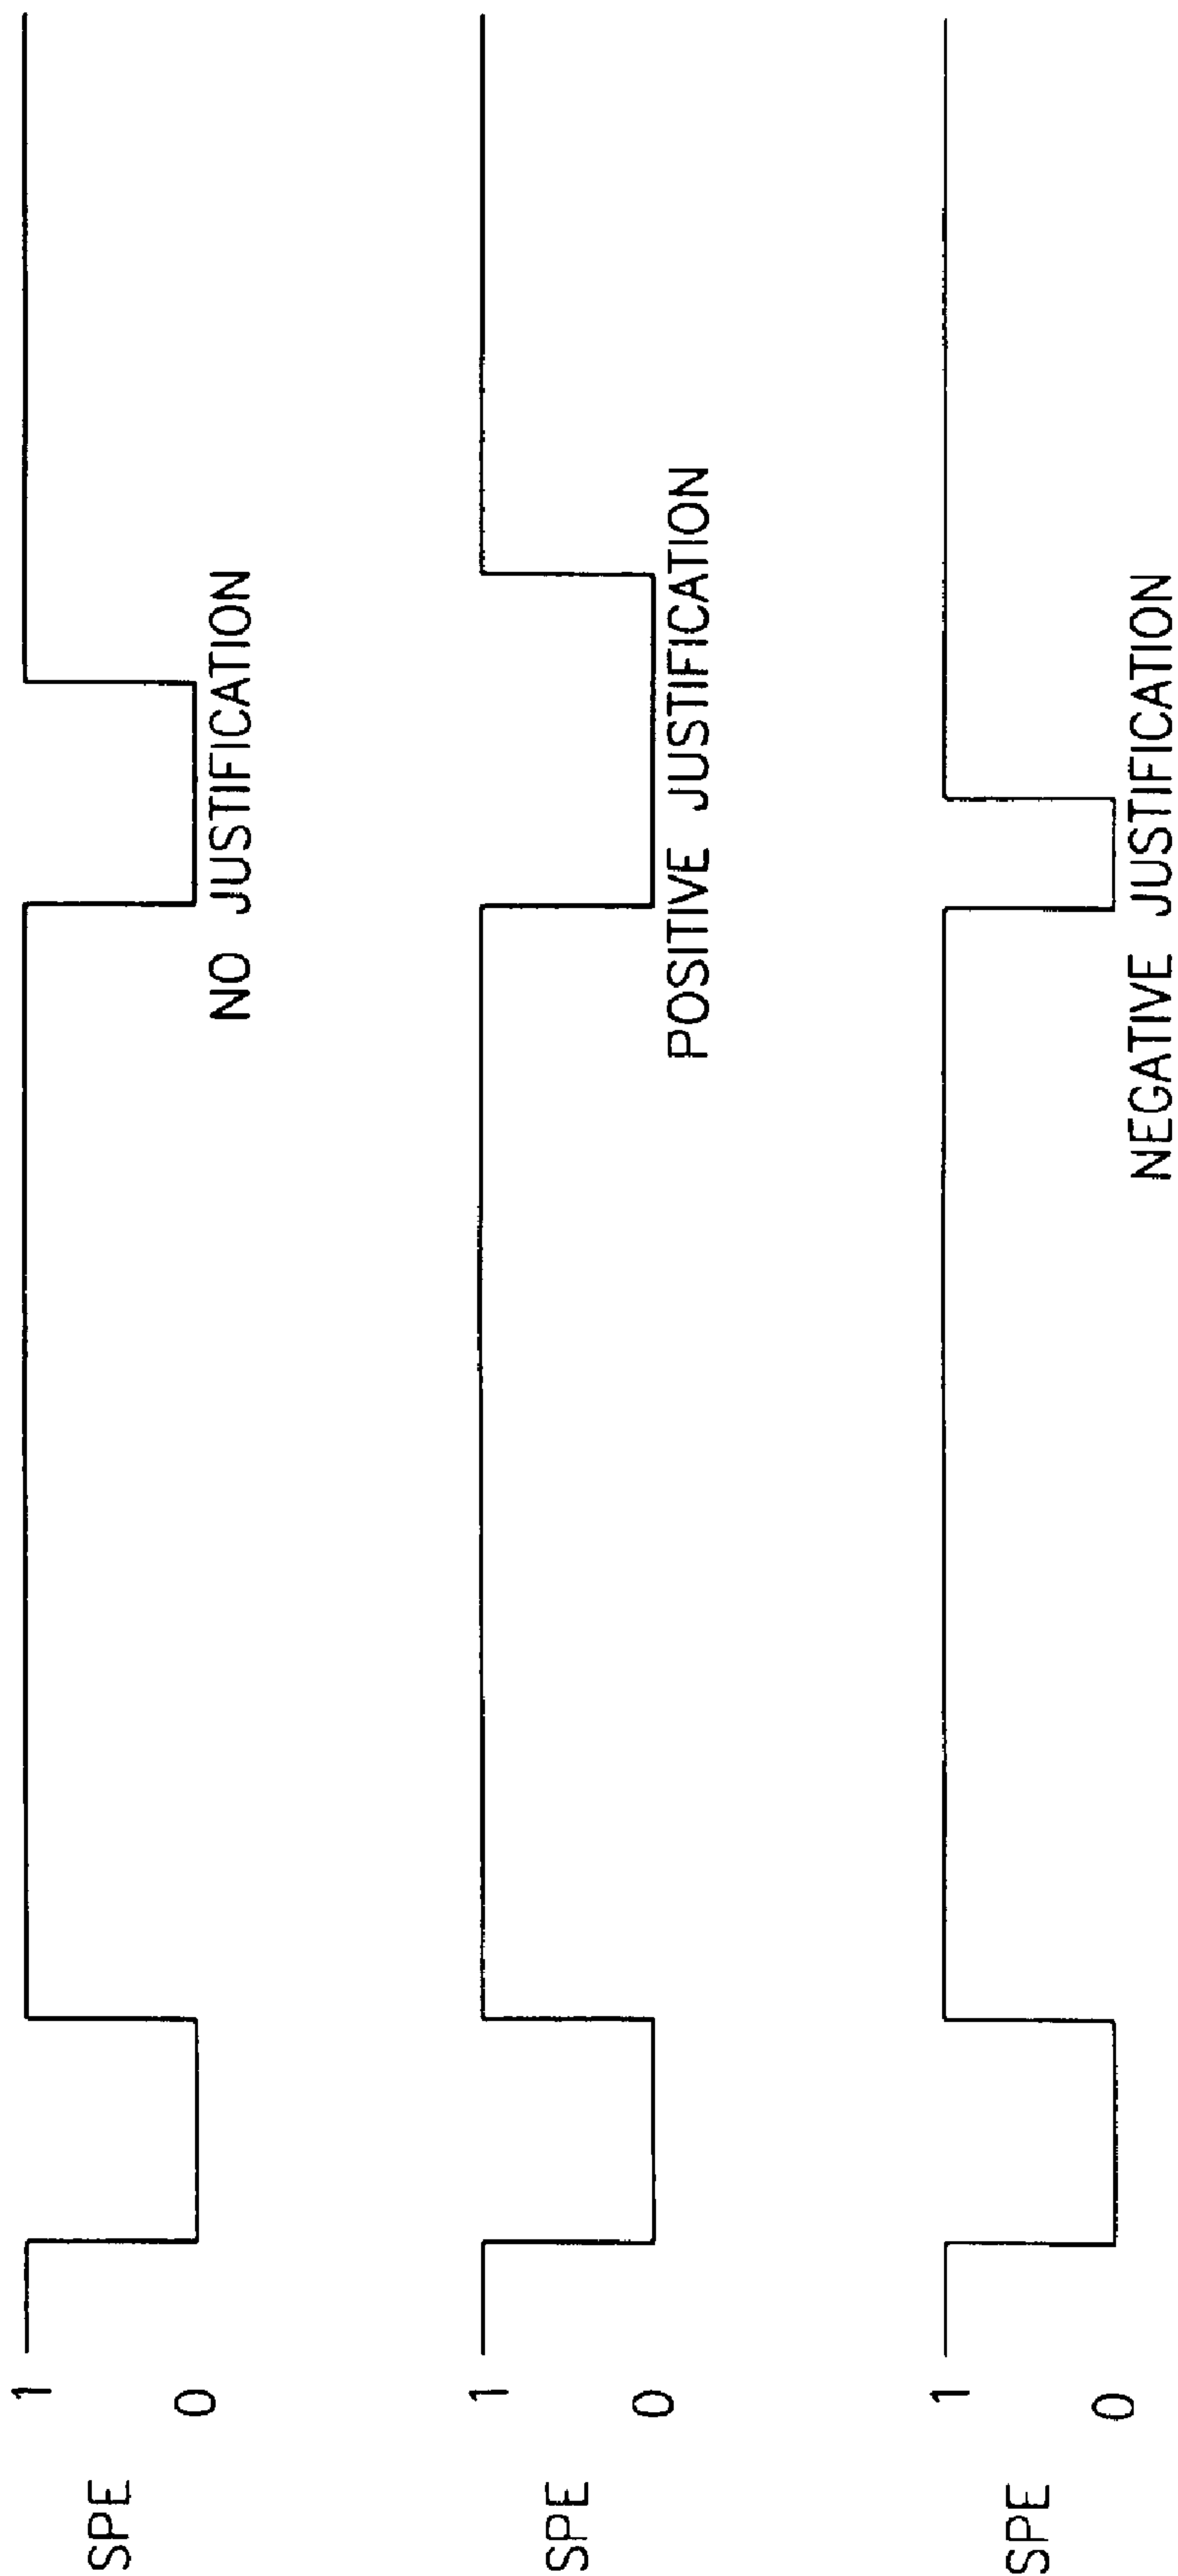 SPE
1
0
NO JUSTIFICATION
SPE
1
0
POSITIVE JUSTIFICATION
SPE
1
0
NEGATIVE JUSTIFICATION